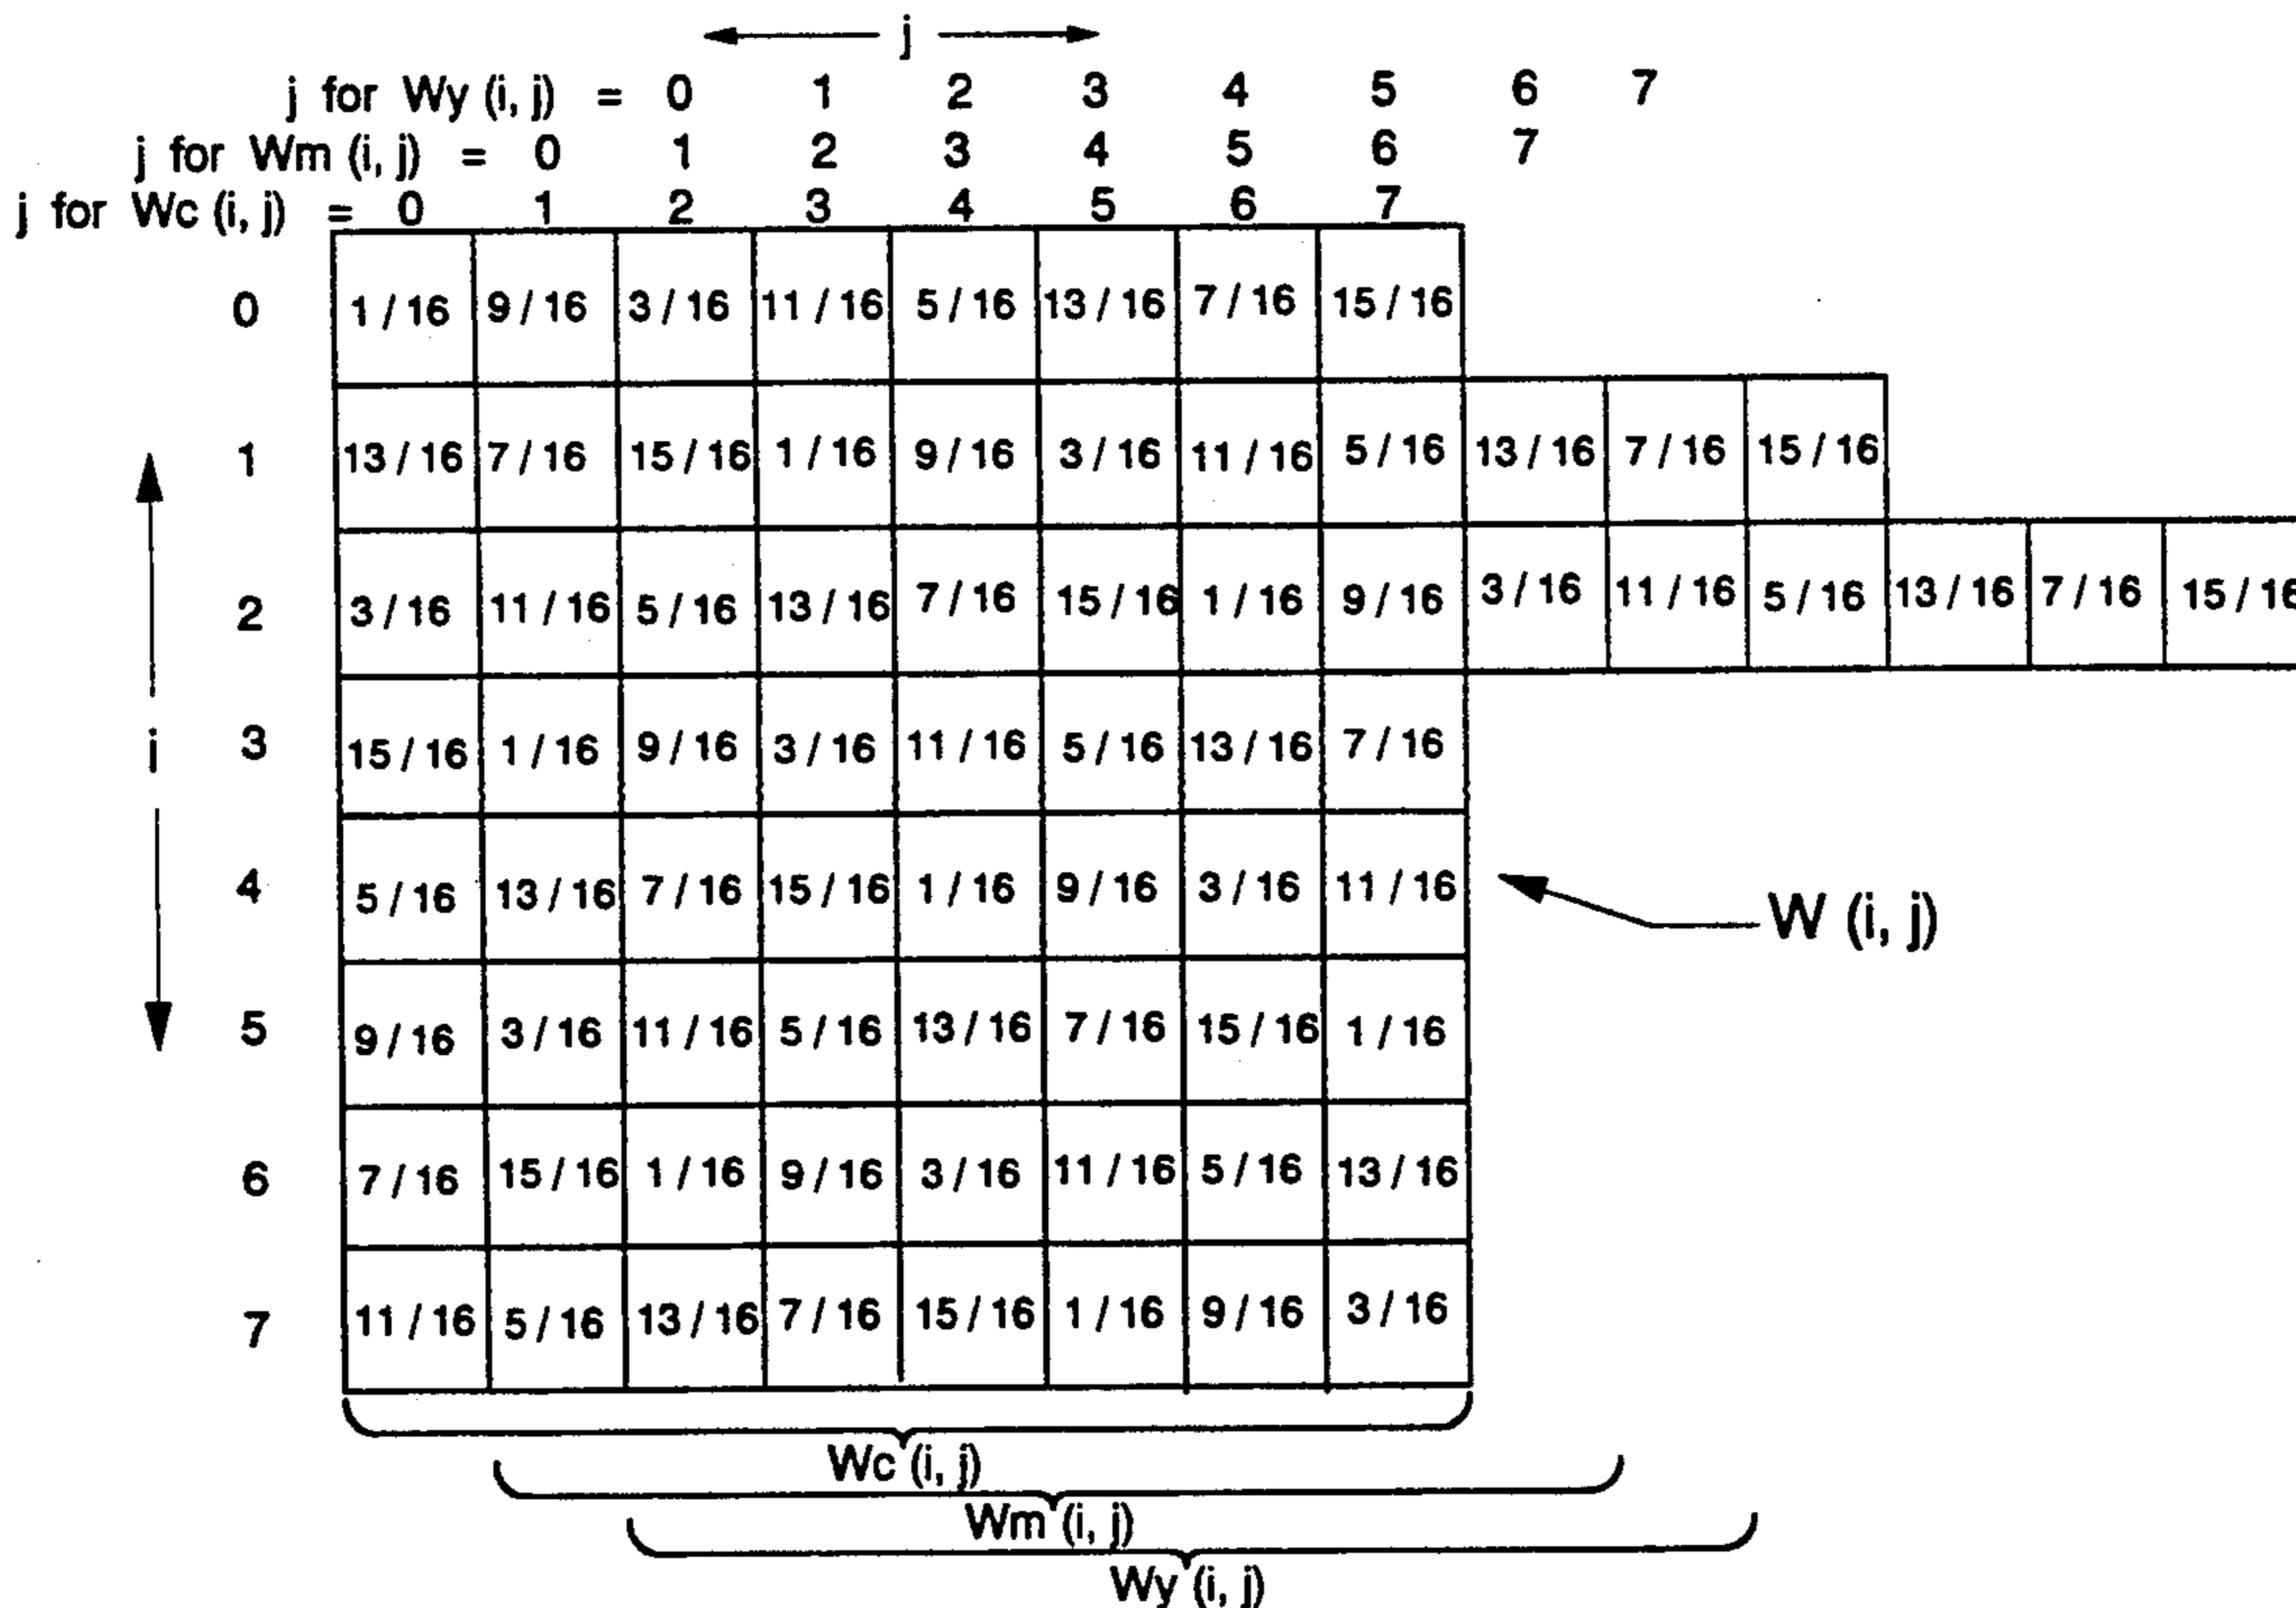 j
j for Wy (i, j) = 0 1 2 3 4 5 6 7
j for Wm (i, j) = 0 1 2 3 4 5 6 7
j for Wc (i, j) = 0 1 2 3 4 5 6 7
0 1 / 16 9 / 16 3 / 16 11 / 16 5 / 16 13 / 16 7 / 16 15 / 16
1 13 / 16 7 / 16 15 / 16 1 / 16 9 / 16 3 / 16 11 / 16 5 / 16 13 / 16 7 / 16 15 / 16
2 3 / 16 11 / 16 5 / 16 13 / 16 7 / 16 15 / 16 1 / 16 9 / 16 3 / 16 11 / 16 5 / 16 13 / 16 7 / 16 15 / 16
i
3 15 / 16 1 / 16 9 / 16 3 / 16 11 / 16 5 / 16 13 / 16 7 / 16
4 5 / 16 13 / 16 7 / 16 15 / 16 1 / 16 9 / 16 3 / 16 11 / 16
W (i, j)
5 9 / 16 3 / 16 11 / 16 5 / 16 13 / 16 7 / 16 15 / 16 1 / 16
6 7 / 16 15 / 16 1 / 16 9 / 16 3 / 16 11 / 16 5 / 16 13 / 16
7 11 / 16 5 / 16 13 / 16 7 / 16 15 / 16 1 / 16 9 / 16 3 / 16
Wc (i, j)
Wm (i, j)
Wy (i, j)